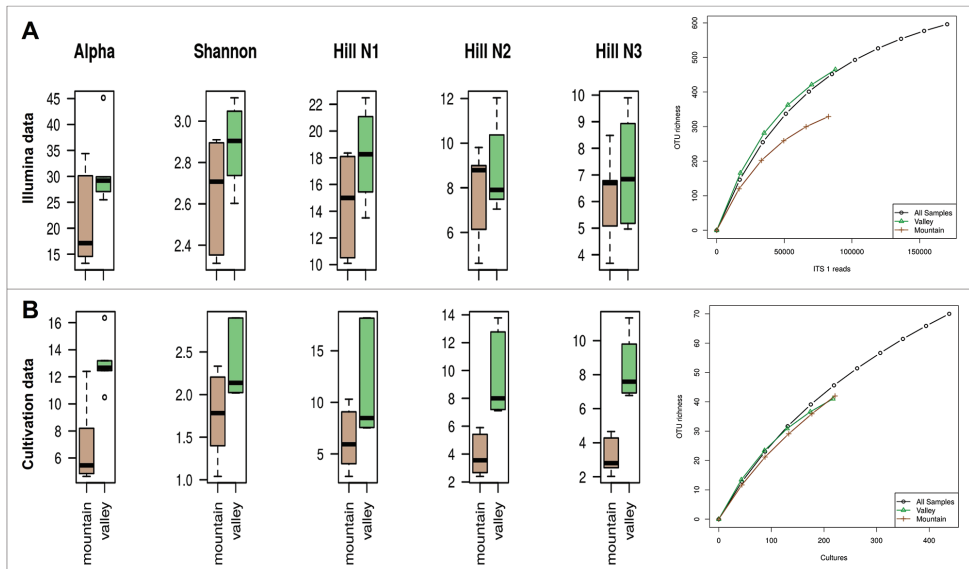 A
Alpha
Shannon
Hill N1
Hill N2
Hill N3
Illumina data
45
40
35
30
25
20
15
3.0
2.8
2.6
2.4
22
20
18
16
14
12
10
12
10
8
6
10
9
8
7
6
5
4
OTU richness
600
500
400
300
200
100
0
All Samples
Valley
Mountain
0 50000 100000 150000
ITS 1 reads
B
Cultivation data
16
14
12
10
8
6
2.5
2.0
1.5
1.0
15
10
5
14
12
10
8
6
4
2
10
8
6
4
2
mountain
valley
mountain
valley
mountain
valley
mountain
valley
mountain
valley
OTU richness
70
60
50
40
30
20
10
0
All Samples
Valley
Mountain
0 100 200 300 400
Cultures